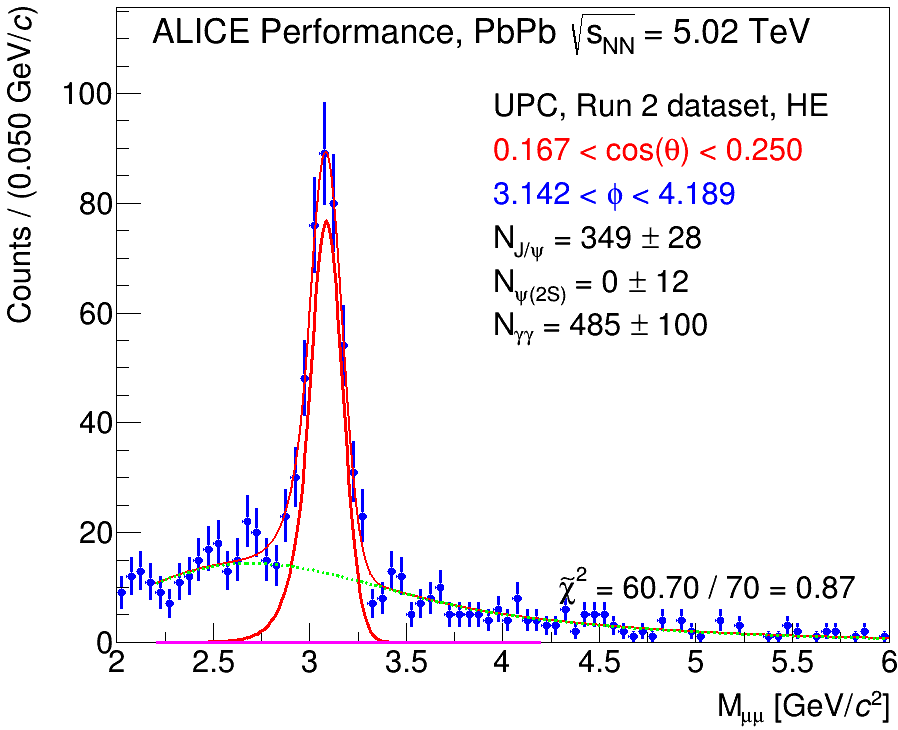 ALICE Performance, PbPb √sNN = 5.02 TeV
UPC, Run 2 dataset, HE
0.167 < cos(θ) < 0.250
3.142 < ϕ < 4.189
NJ/ψ = 349 ± 28
Nψ(2S) = 0 ± 12
Nγγ = 485 ± 100
χ̃² = 60.70 / 70 = 0.87
Counts / (0.050 GeV/c)
100
80
60
40
20
0
2 2.5 3 3.5 4 4.5 5 5.5 6
Mμμ [GeV/c²]